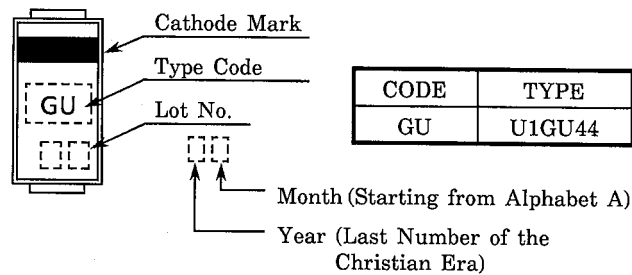 Cathode Mark
Type Code
GU
Lot No.
CODE TYPE
GU U1GU44
Month (Starting from Alphabet A)
Year (Last Number of the
Christian Era)